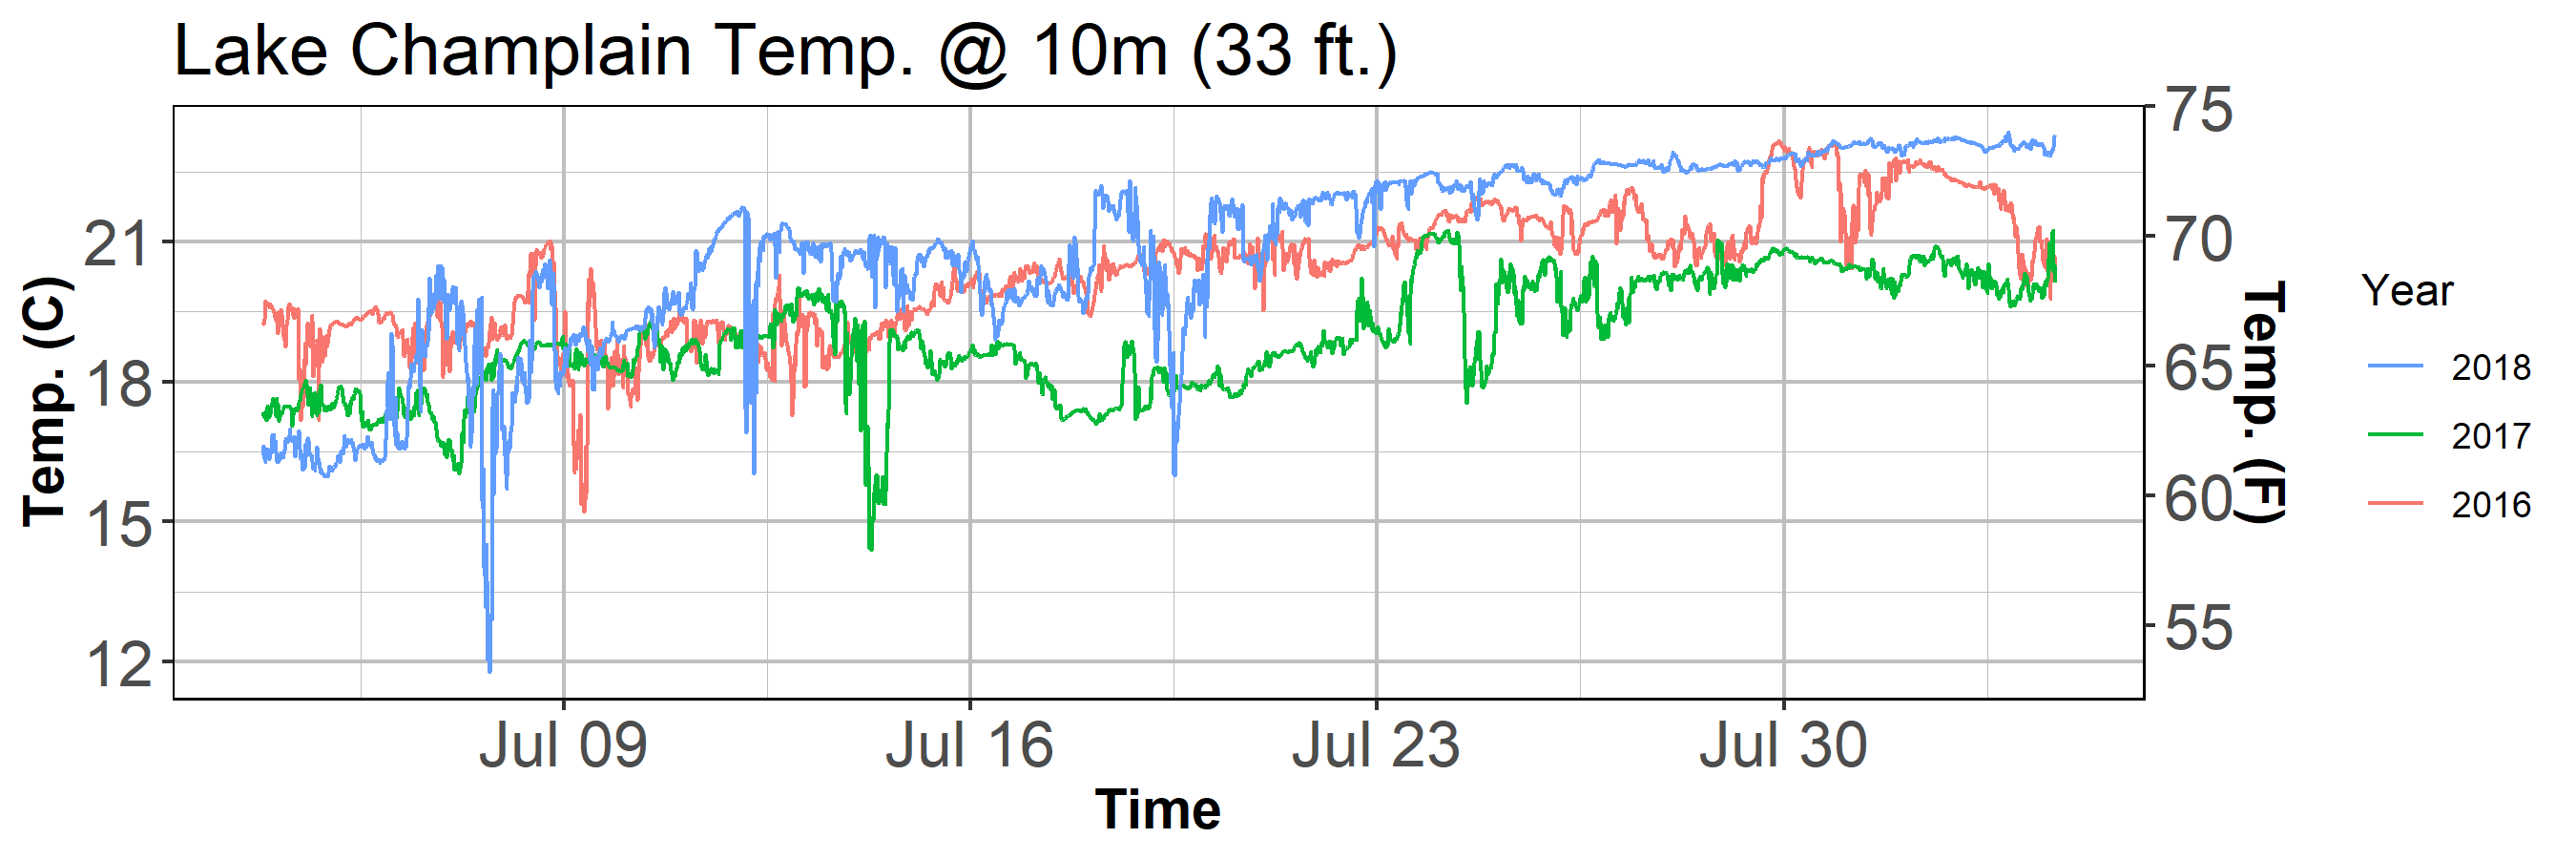 Lake Champlain Temp. @ 10m (33 ft.)
Temp. (C)
21
18
15
12
75
70
65
60
55
Temp. (F)
Jul 09
Jul 16
Jul 23
Jul 30
Time
Year
2018
2017
2016